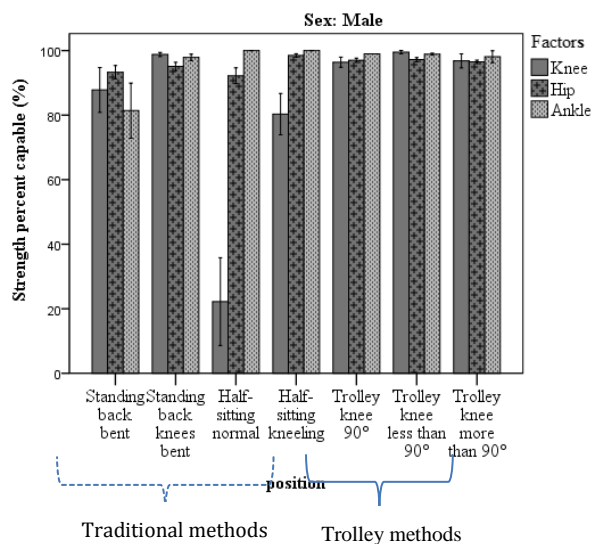 Sex: Male
Factors
Knee
Hip
Ankle
Strength percent capable (%)
100
80
60
40
20
0
Standing back bent
Standing back knees bent
Half-sitting normal
Half-sitting kneeling
Trolley knee 90°
Trolley knee less than 90°
Trolley knee more than 90°
position
Traditional methods
Trolley methods